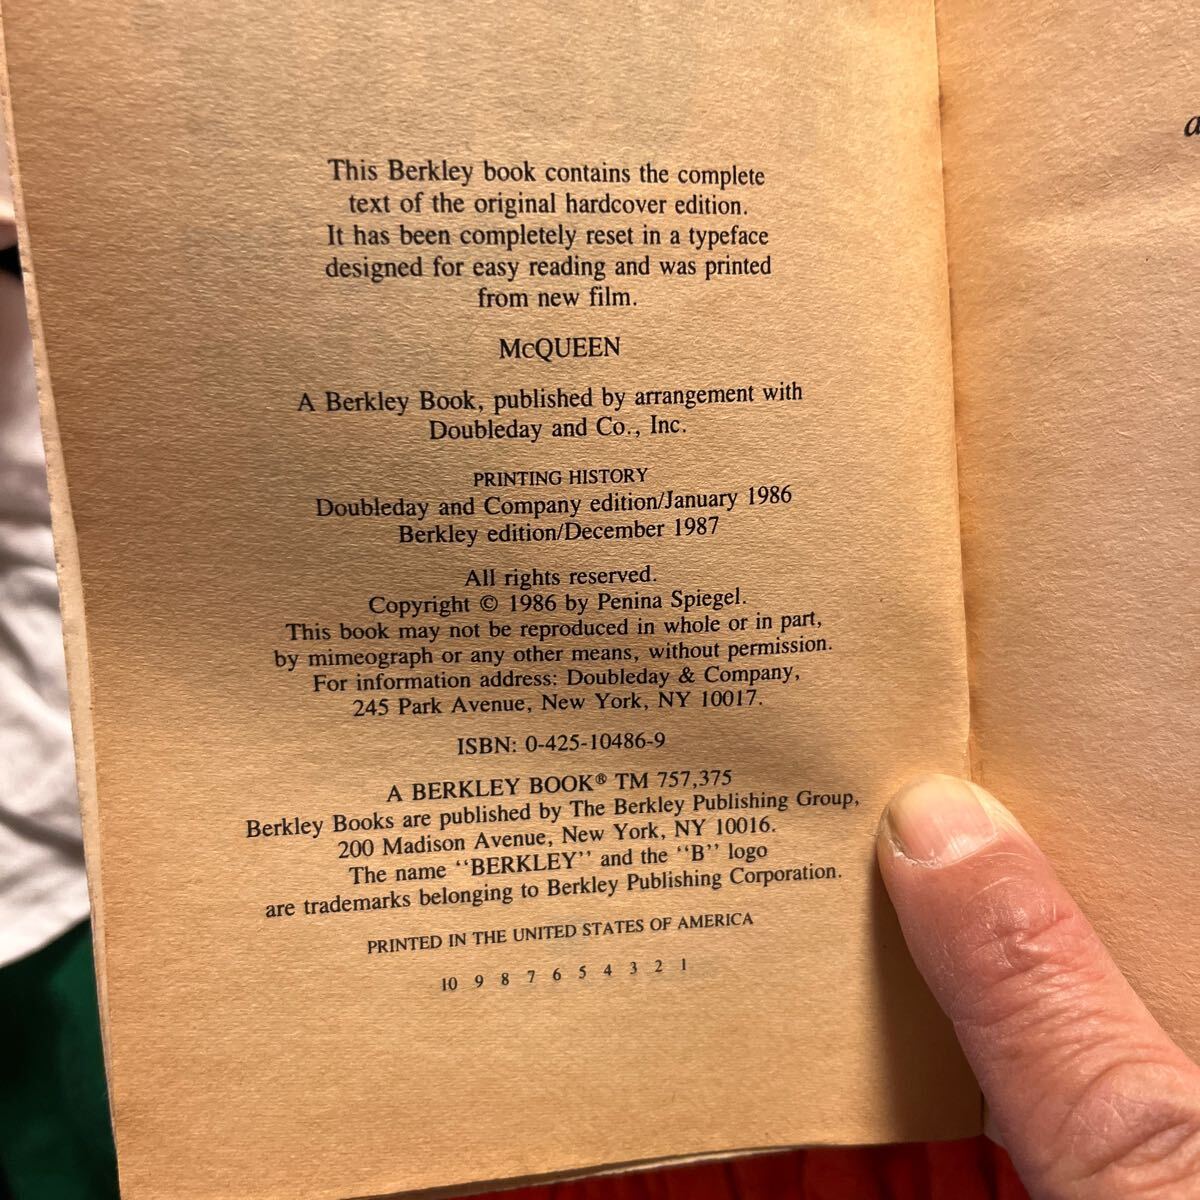 This Berkley book contains the complete
text of the original hardcover edition.
It has been completely reset in a typeface
designed for easy reading and was printed
from new film.
McQUEEN
A Berkley Book, published by arrangement with
Doubleday and Co., Inc.
PRINTING HISTORY
Doubleday and Company edition/January 1986
Berkley edition/December 1987
All rights reserved.
Copyright © 1986 by Penina Spiegel.
This book may not be reproduced in whole or in part,
by mimeograph or any other means, without permission.
For information address: Doubleday & Company,
245 Park Avenue, New York, NY 10017.
ISBN: 0-425-10486-9
A BERKLEY BOOK® TM 757,375
Berkley Books are published by The Berkley Publishing Group,
200 Madison Avenue, New York, NY 10016.
The name "BERKLEY" and the "B" logo
are trademarks belonging to Berkley Publishing Corporation.
PRINTED IN THE UNITED STATES OF AMERICA
10 9 8 7 6 5 4 3 2 1